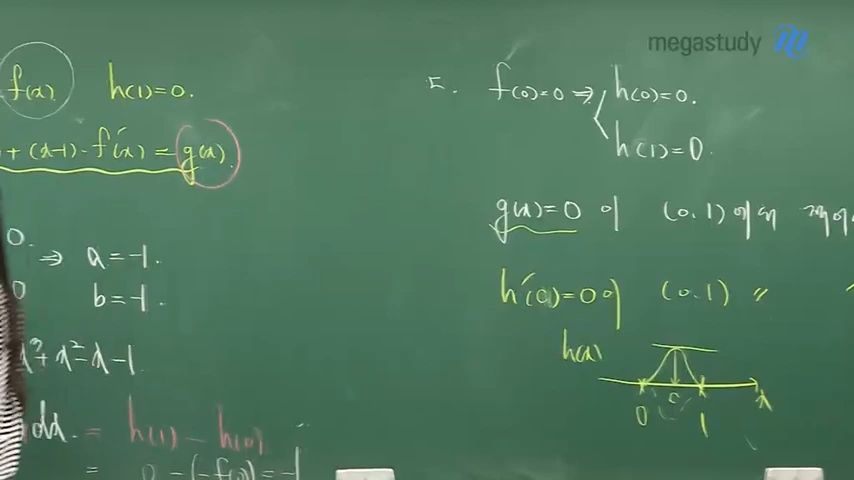 megastudy
f(x)  h(1)=0.
+(x-1)·f′(x)=g(x)
0. ⇒ a=-1.
0  b=-1.
x³+x²-x-1
dx. = h(1)-h(0)
= 0-(-f(0))=-1
ㄷ. f(0)=0 ⇒ h(0)=0.
h(1)=0.
g(x)=0 이 (0,1)에서
h′(x)=0이 (0,1) 〃
h(x)
0 c 1 x